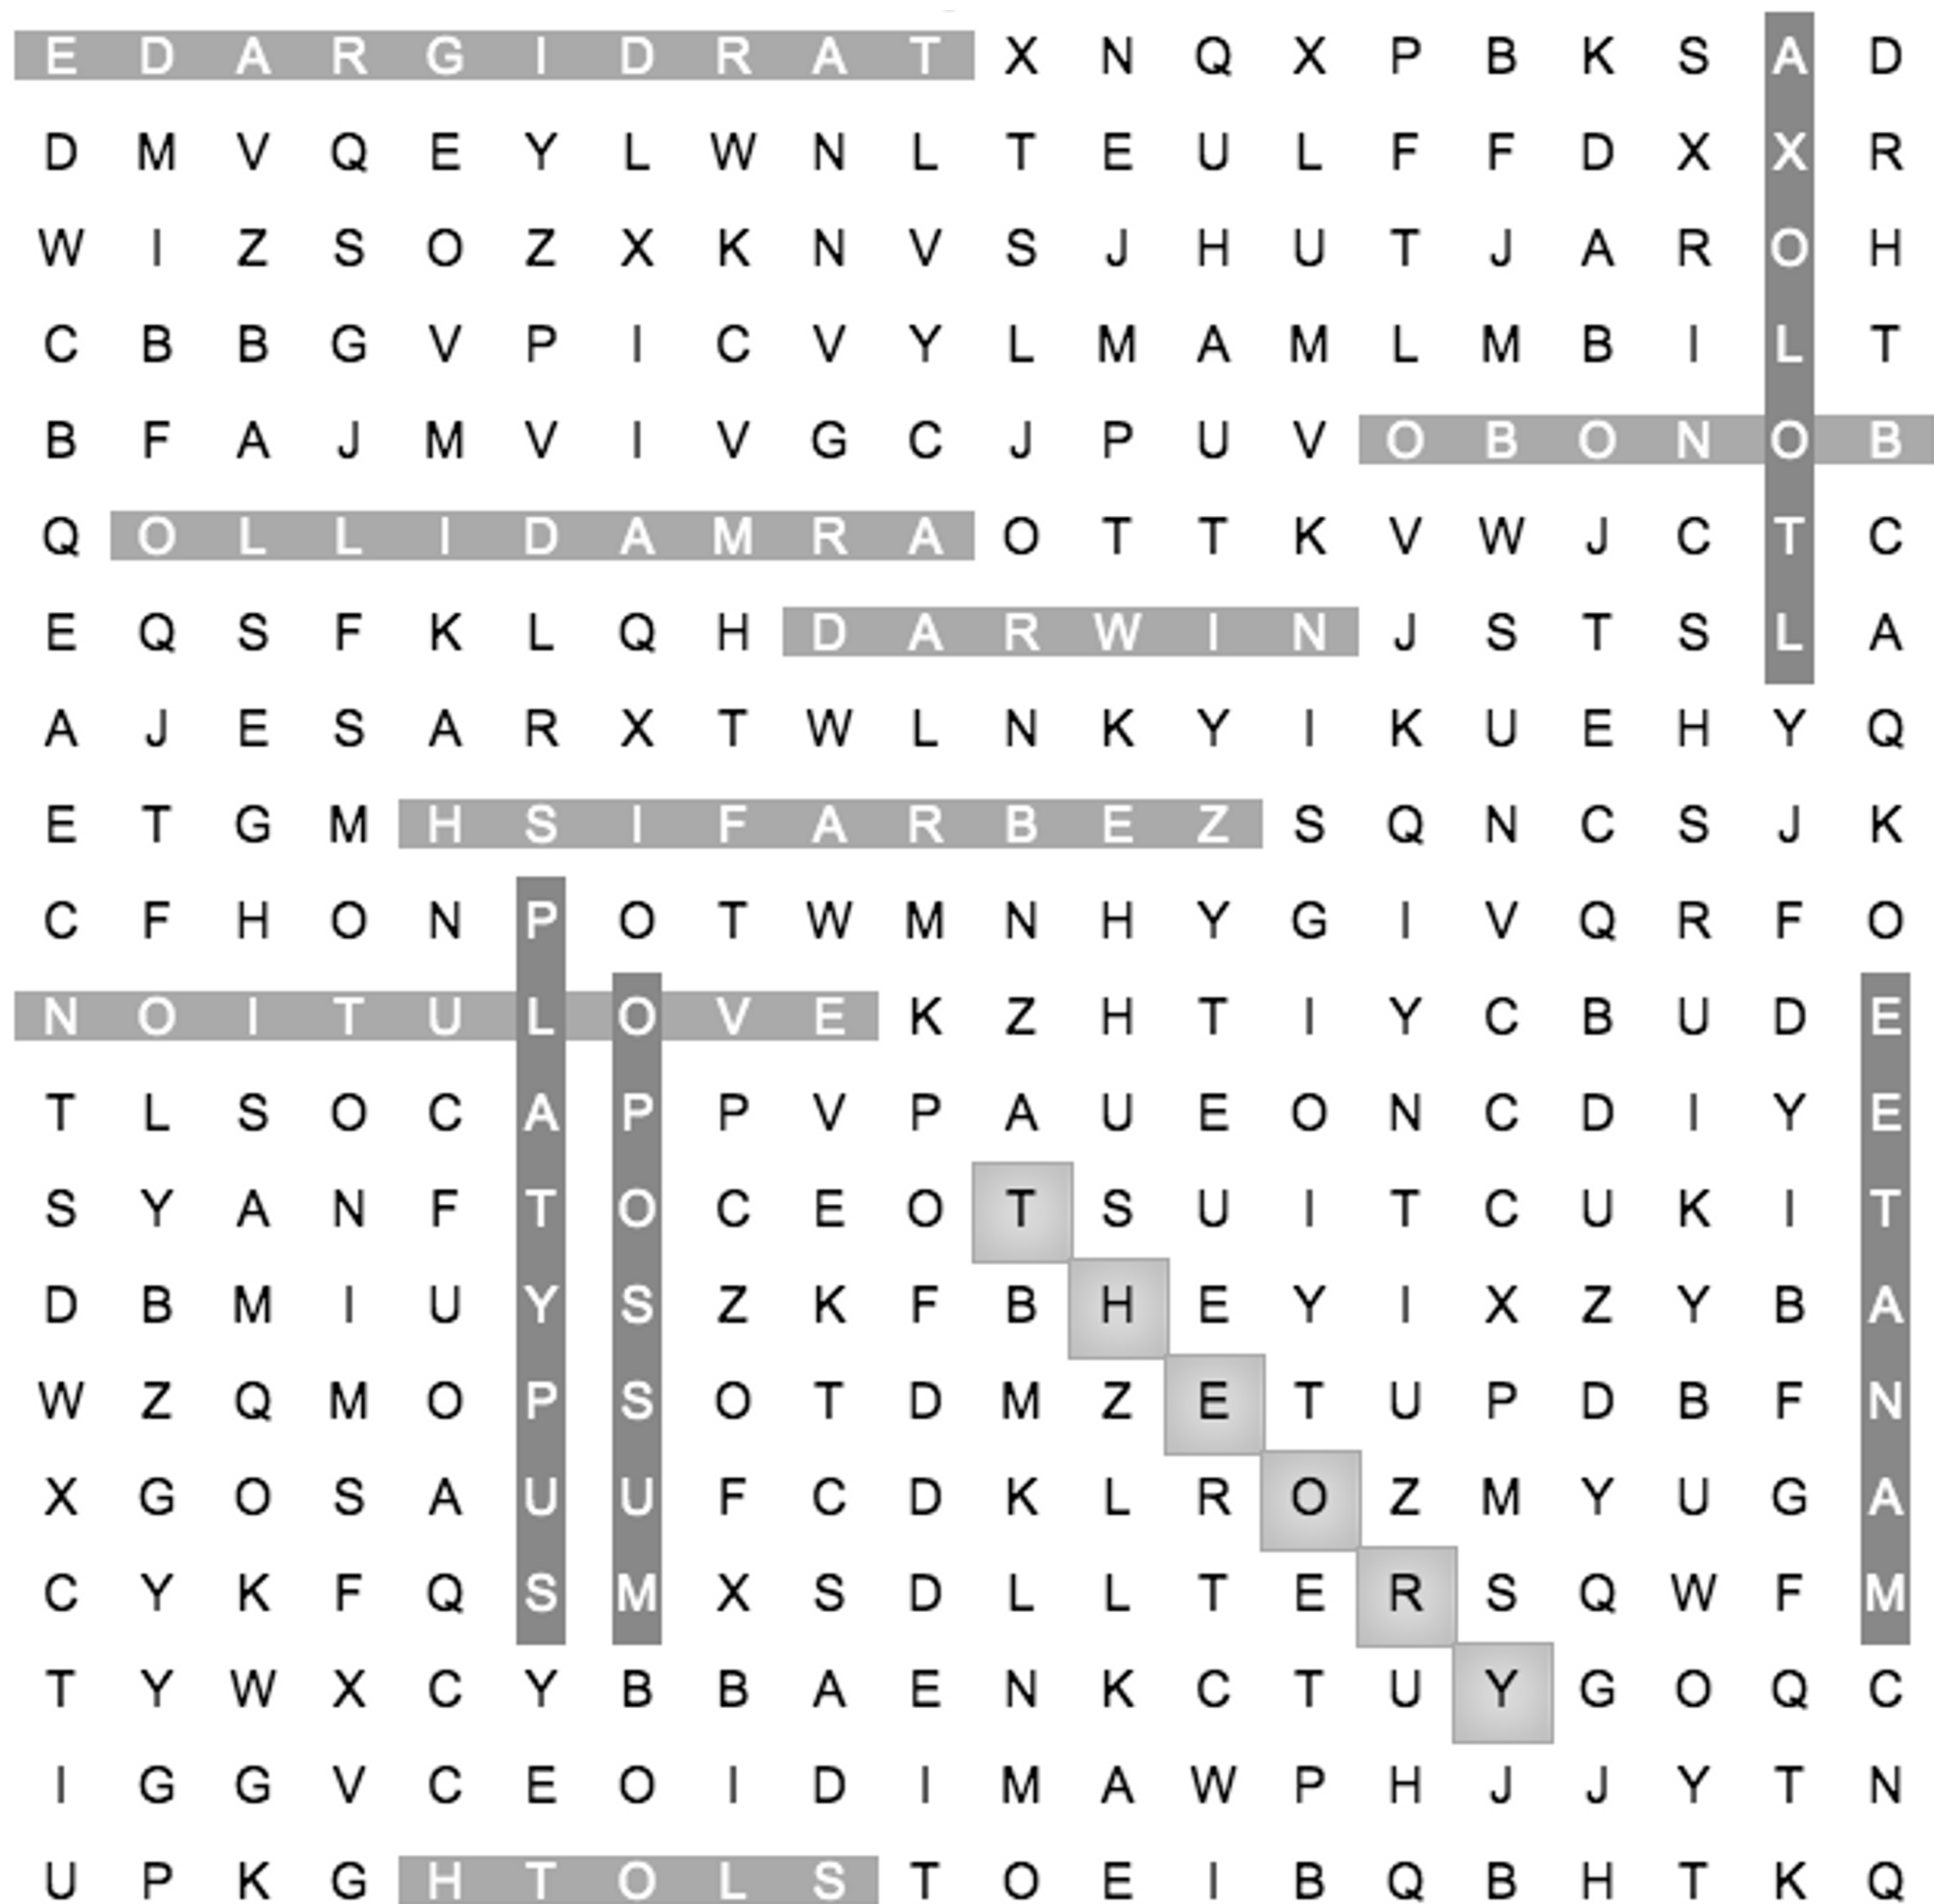 E D A R G I D R A T X N Q X P B K S A D
D M V Q E Y L W N L T E U L F F D X X R
W I Z S O Z X K N V S J H U T J A R O H
C B B G V P I C V Y L M A M L M B I L T
B F A J M V I V G C J P U V O B O N O B
Q O L L I D A M R A O T T K V W J C T C
E Q S F K L Q H D A R W I N J S T S L A
A J E S A R X T W L N K Y I K U E H Y Q
E T G M H S I F A R B E Z S Q N C S J K
C F H O N P O T W M N H Y G I V Q R F O
N O I T U L O V E K Z H T I Y C B U D E
T L S O C A P P V P A U E O N C D I Y E
S Y A N F T O C E O T S U I T C U K I T
D B M I U Y S Z K F B H E Y I X Z Y B A
W Z Q M O P S O T D M Z E T U P D B F N
X G O S A U U F C D K L R O Z M Y U G A
C Y K F Q S M X S D L L T E R S Q W F M
T Y W X C Y B B A E N K C T U Y G O Q C
I G G V C E O I D I M A W P H J J Y T N
U P K G H T O L S T O E I B Q B H T K Q